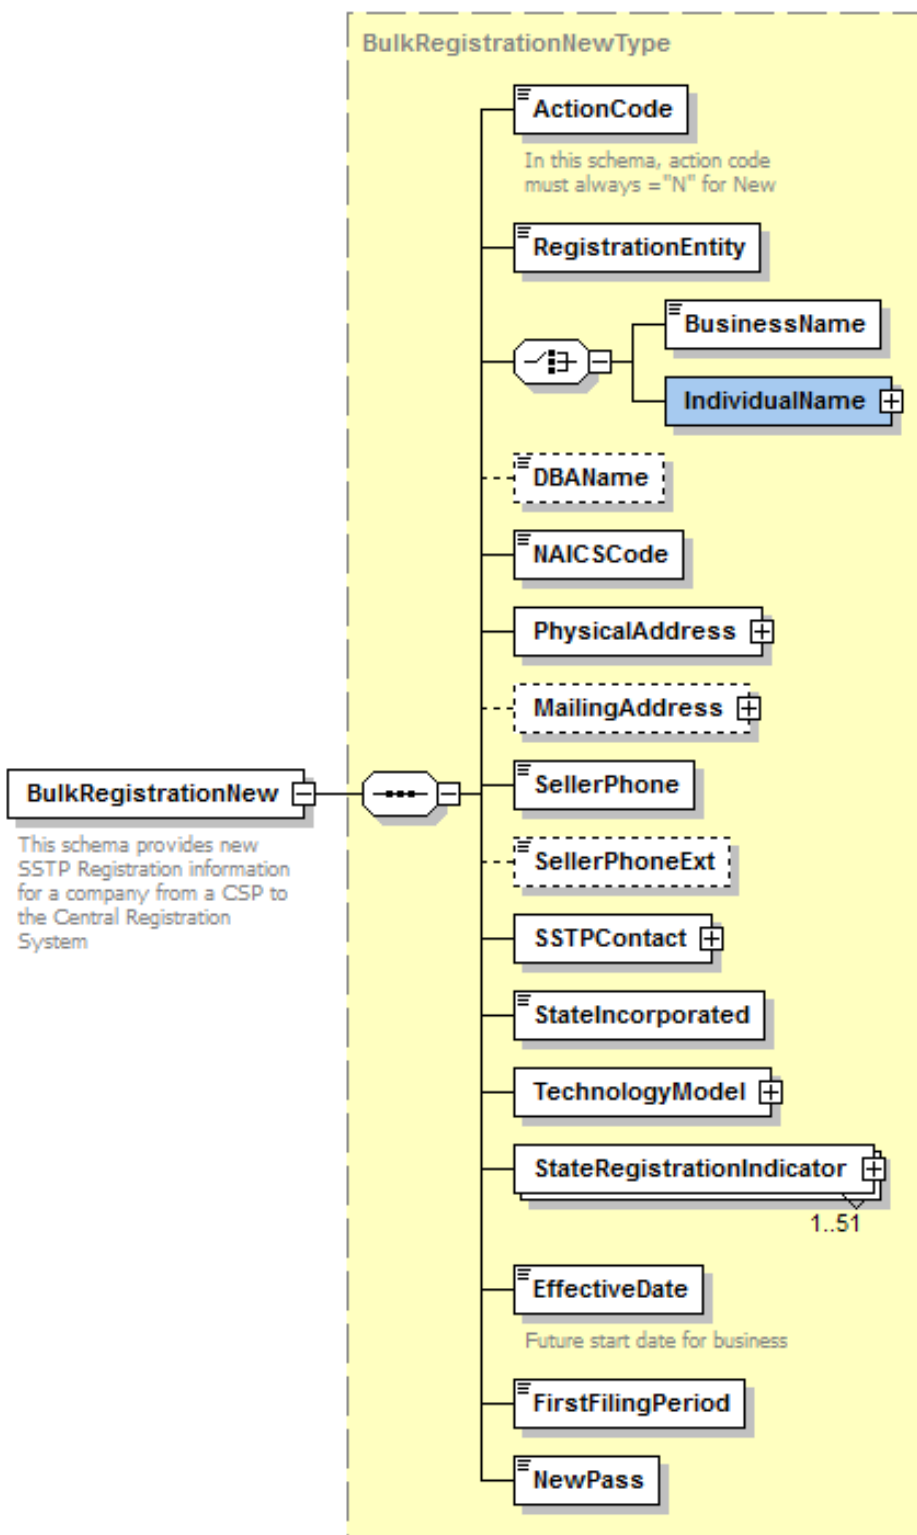 BulkRegistrationNewType
ActionCode
In this schema, action code
must always ="N" for New
RegistrationEntity
BusinessName
IndividualName
DBAName
NAICSCode
PhysicalAddress
MailingAddress
BulkRegistrationNew
This schema provides new
SSTP Registration information
for a company from a CSP to
the Central Registration
System
SellerPhone
SellerPhoneExt
SSTPContact
StateIncorporated
TechnologyModel
StateRegistrationIndicator
1..51
EffectiveDate
Future start date for business
FirstFilingPeriod
NewPass